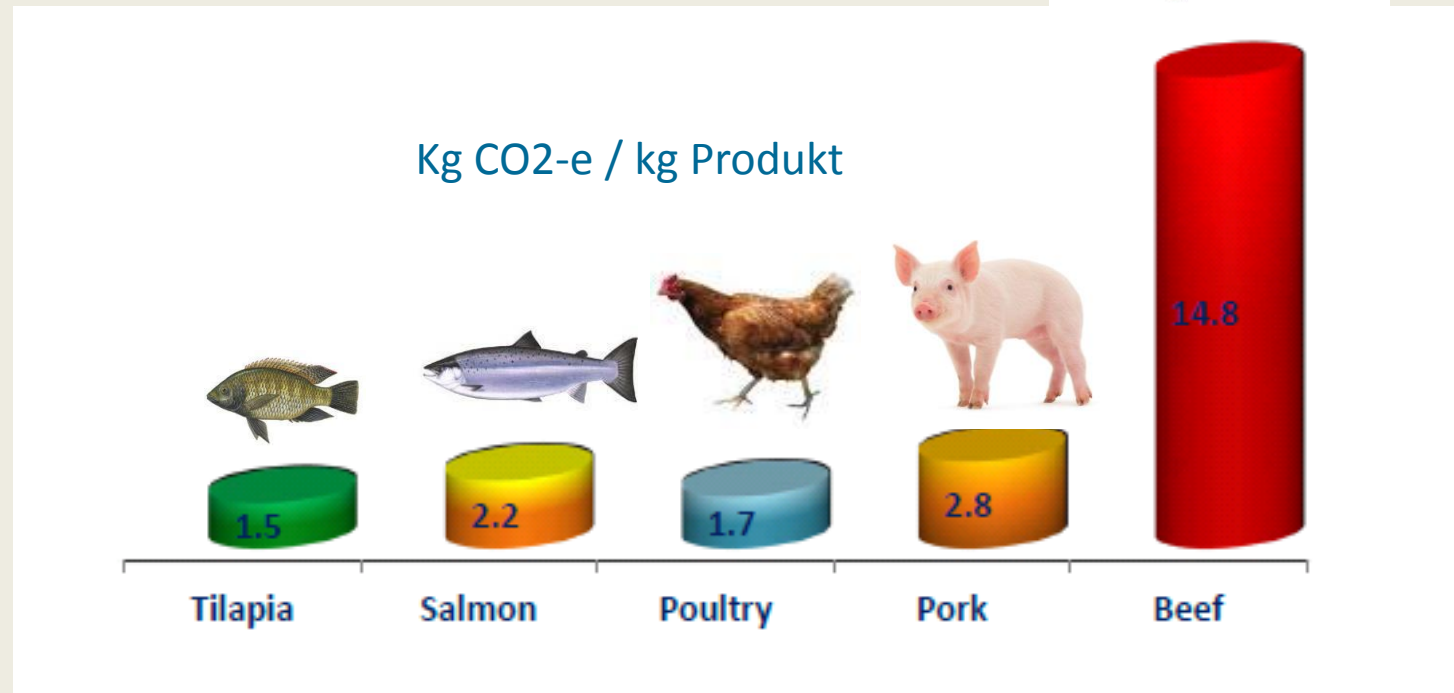 Kg CO2-e / kg Produkt
14.8
1.5
2.2
1.7
2.8
Tilapia
Salmon
Poultry
Pork
Beef